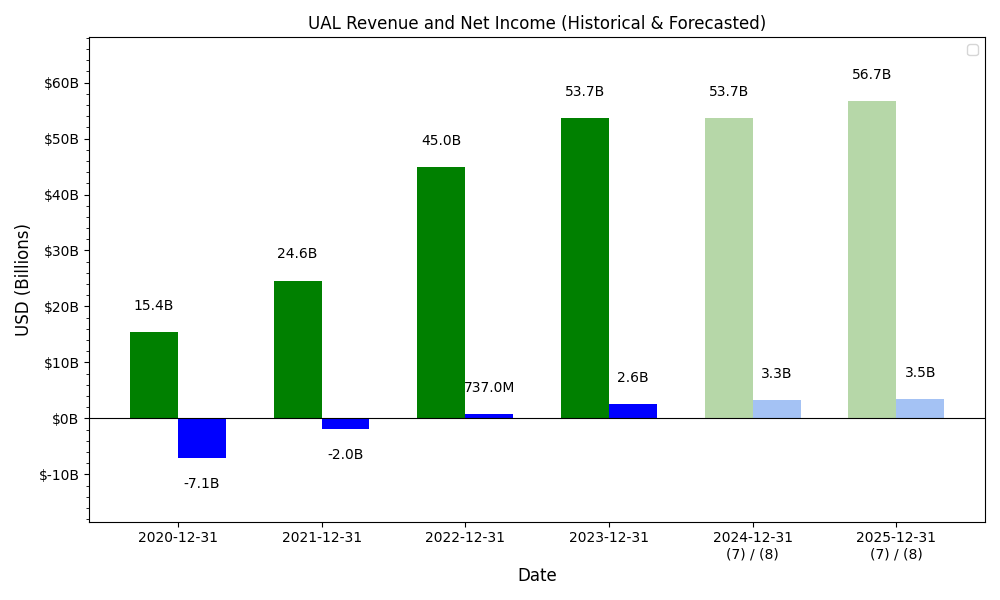 UAL Revenue and Net Income (Historical & Forecasted)
USD (Billions)
$60B
$50B
$40B
$30B
$20B
$10B
$0B
$-10B
15.4B
-7.1B
24.6B
-2.0B
45.0B
737.0M
53.7B
2.6B
53.7B
3.3B
56.7B
3.5B
2020-12-31
2021-12-31
2022-12-31
2023-12-31
2024-12-31
(7) / (8)
2025-12-31
(7) / (8)
Date